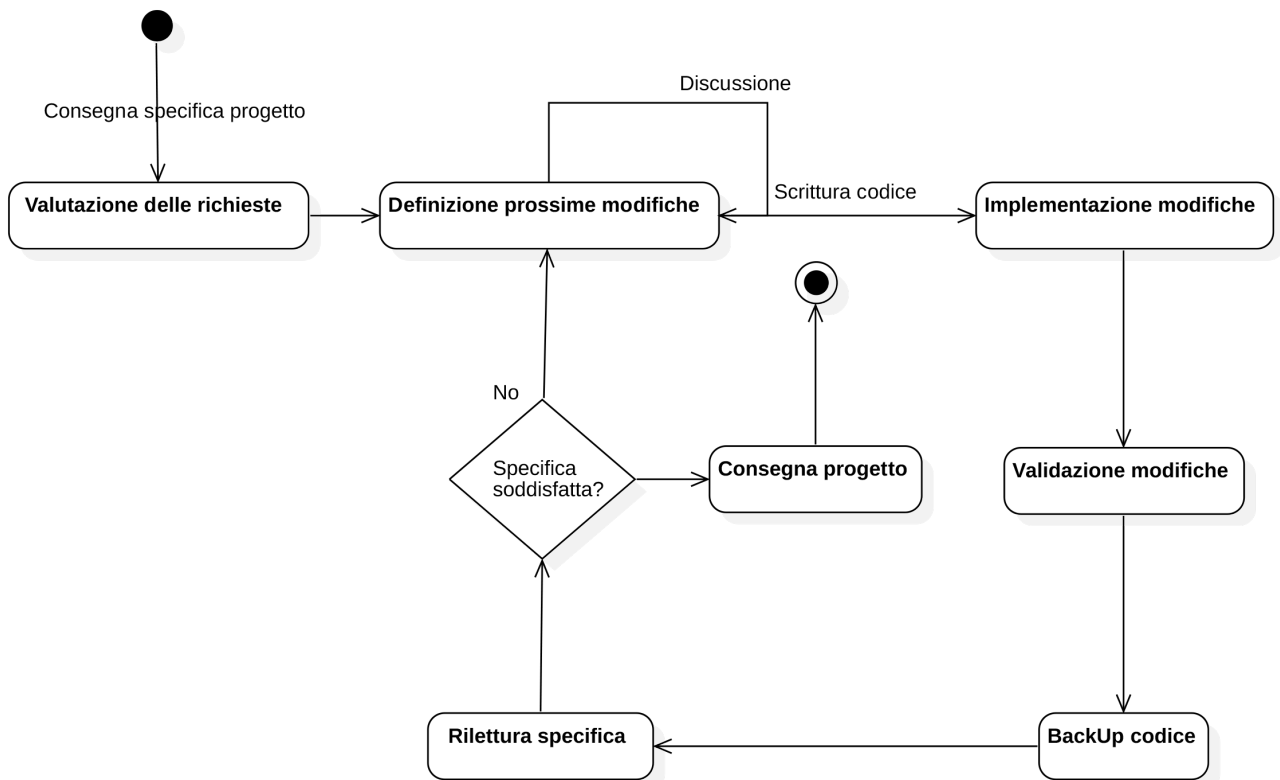 Discussione
Consegna specifica progetto
Valutazione delle richieste
Definizione prossime modifiche
Scrittura codice
Implementazione modifiche
No
Specifica
soddisfatta?
Consegna progetto
Validazione modifiche
Rilettura specifica
BackUp codice